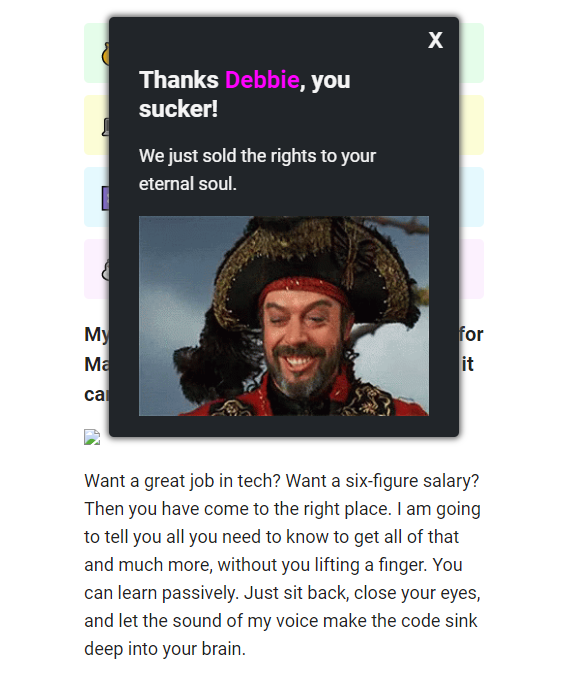 X
Thanks Debbie, you
sucker!
We just sold the rights to your
eternal soul.
My
for
Ma
it
Want a great job in tech? Want a six-figure salary?
Then you have come to the right place. I am going
to tell you all you need to know to get all of that
and much more, without you lifting a finger. You
can learn passively. Just sit back, close your eyes,
and let the sound of my voice make the code sink
deep into your brain.